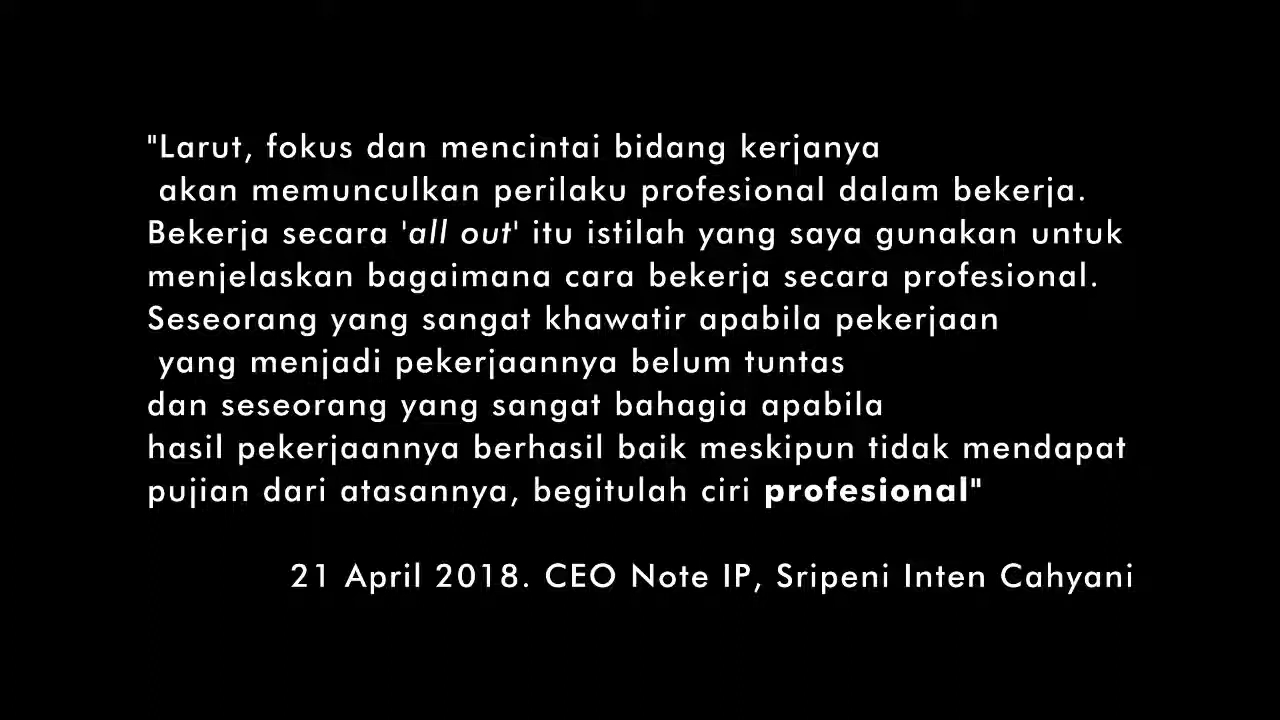 "Larut, fokus dan mencintai bidang kerjanya
akan memunculkan perilaku profesional dalam bekerja.
Bekerja secara 'all out' itu istilah yang saya gunakan untuk
menjelaskan bagaimana cara bekerja secara profesional.
Seseorang yang sangat khawatir apabila pekerjaan
yang menjadi pekerjaannya belum tuntas
dan seseorang yang sangat bahagia apabila
hasil pekerjaannya berhasil baik meskipun tidak mendapat
pujian dari atasannya, begitulah ciri profesional"
21 April 2018. CEO Note IP, Sripeni Inten Cahyani